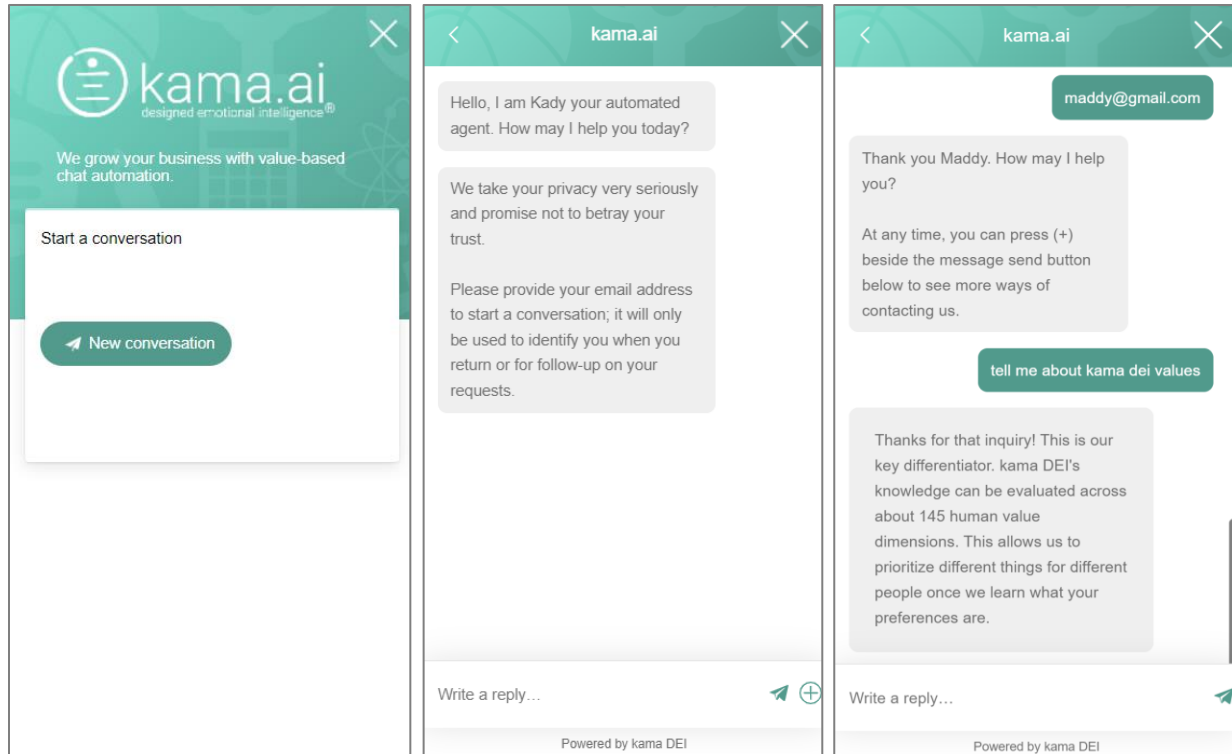 kama.ai
designed emotional intelligence®
We grow your business with value-based
chat automation.
Start a conversation
New conversation
kama.ai
Hello, I am Kady your automated
agent. How may I help you today?
We take your privacy very seriously
and promise not to betray your
trust.
Please provide your email address
to start a conversation; it will only
be used to identify you when you
return or for follow-up on your
requests.
Write a reply...
Powered by kama DEI
kama.ai
maddy@gmail.com
Thank you Maddy. How may I help
you?
At any time, you can press (+)
beside the message send button
below to see more ways of
contacting us.
tell me about kama dei values
Thanks for that inquiry! This is our
key differentiator. kama DEI's
knowledge can be evaluated across
about 145 human value
dimensions. This allows us to
prioritize different things for different
people once we learn what your
preferences are.
Write a reply...
Powered by kama DEI